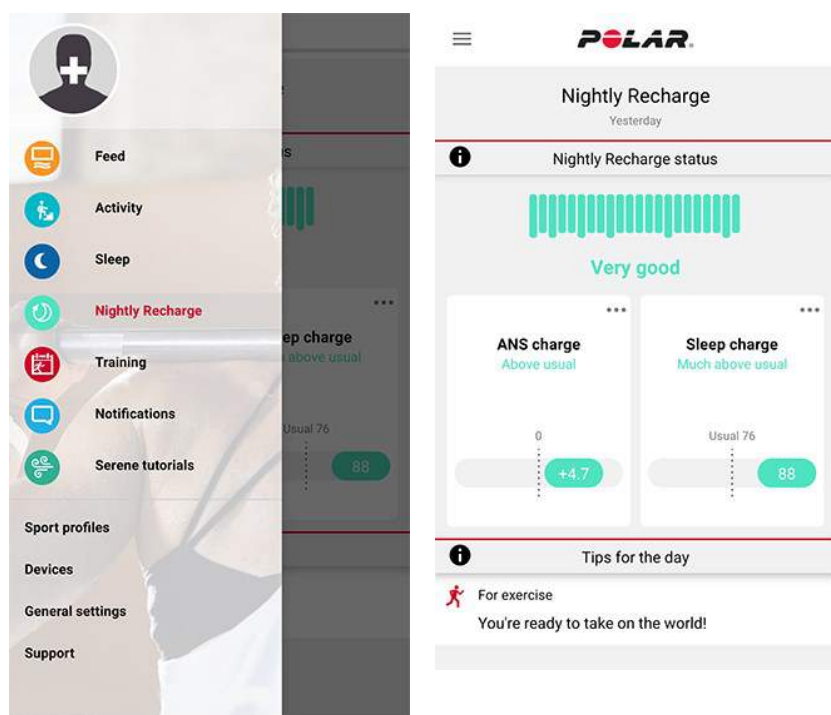 Feed
Activity
Sleep
Nightly Recharge
Training
Notifications
Serene tutorials
Sport profiles
Devices
General settings
Support
s
ep charge
above usual
Usual 76
88
POLAR.
Nightly Recharge
Yesterday
Nightly Recharge status
Very good
ANS charge
Above usual
0
+4.7
Sleep charge
Much above usual
Usual 76
88
Tips for the day
For exercise
You're ready to take on the world!